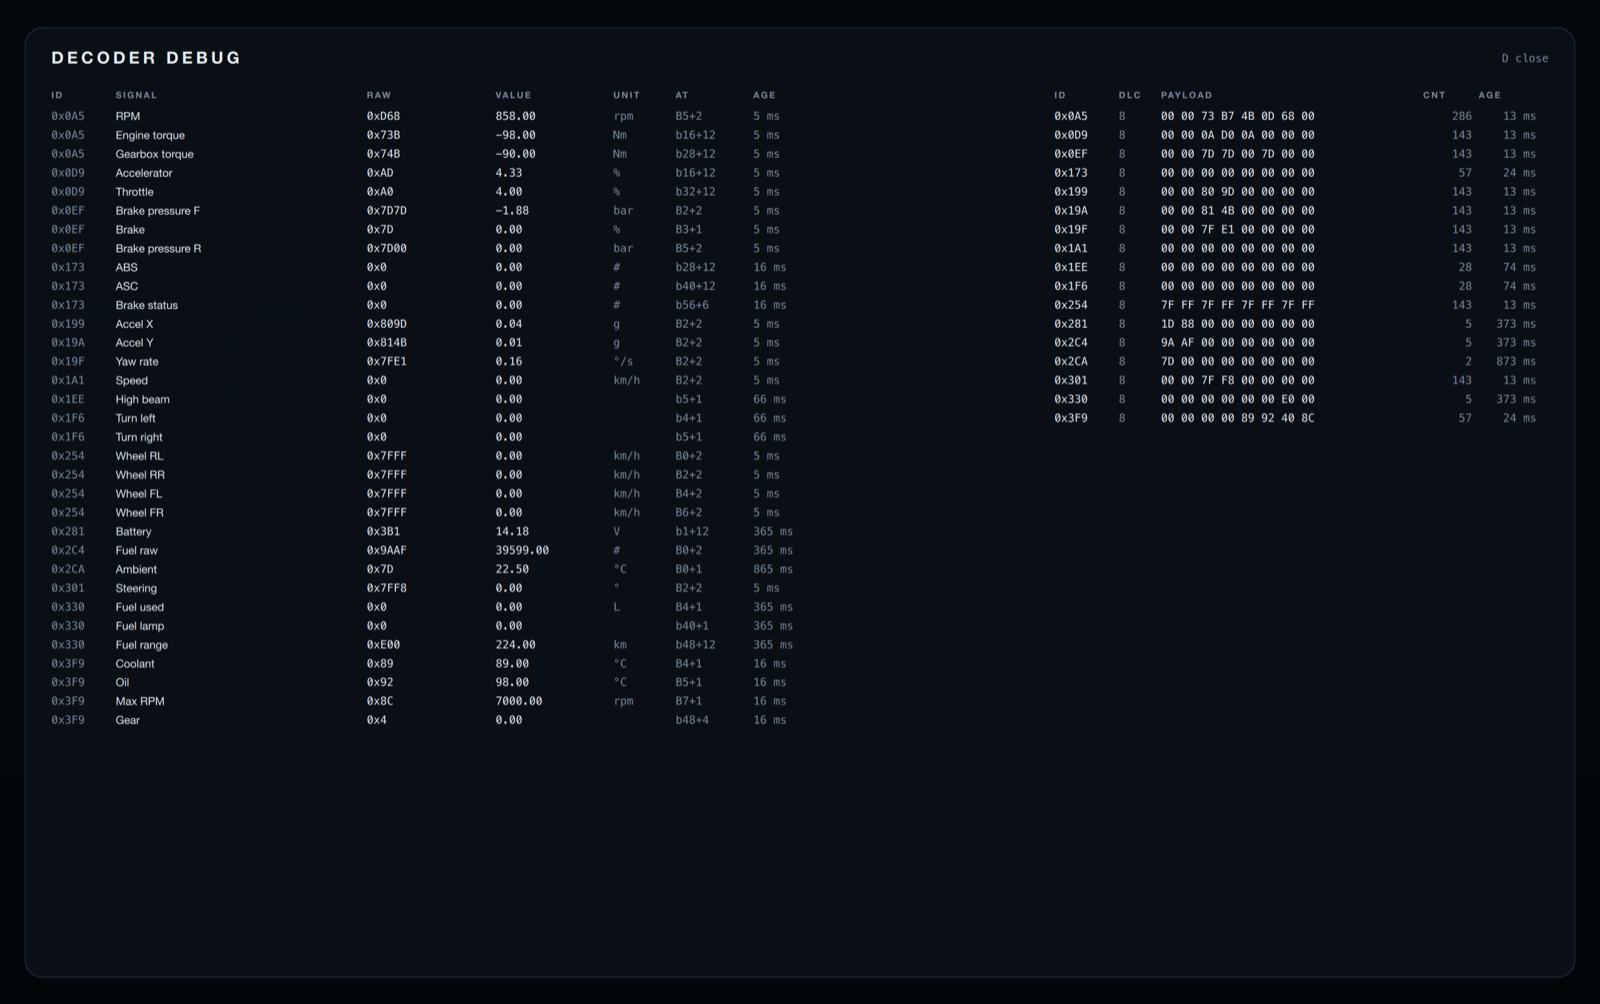 DECODER DEBUG
D close
ID SIGNAL RAW VALUE UNIT AT AGE
0x0A5 RPM 0xD68 858.00 rpm B5+2 5 ms
0x0A5 Engine torque 0x73B −98.00 Nm b16+12 5 ms
0x0A5 Gearbox torque 0x74B −90.00 Nm b28+12 5 ms
0x0D9 Accelerator 0xAD 4.33 % b16+12 5 ms
0x0D9 Throttle 0xA0 4.00 % b32+12 5 ms
0x0EF Brake pressure F 0x7D7D −1.88 bar B2+2 5 ms
0x0EF Brake 0x7D 0.00 % B3+1 5 ms
0x0EF Brake pressure R 0x7D00 0.00 bar B5+2 5 ms
0x173 ABS 0x0 0.00 # b28+12 16 ms
0x173 ASC 0x0 0.00 # b40+12 16 ms
0x173 Brake status 0x0 0.00 # b56+6 16 ms
0x199 Accel X 0x809D 0.04 g B2+2 5 ms
0x19A Accel Y 0x814B 0.01 g B2+2 5 ms
0x19F Yaw rate 0x7FE1 0.16 °/s B2+2 5 ms
0x1A1 Speed 0x0 0.00 km/h B2+2 5 ms
0x1EE High beam 0x0 0.00 b5+1 66 ms
0x1F6 Turn left 0x0 0.00 b4+1 66 ms
0x1F6 Turn right 0x0 0.00 b5+1 66 ms
0x254 Wheel RL 0x7FFF 0.00 km/h B0+2 5 ms
0x254 Wheel RR 0x7FFF 0.00 km/h B2+2 5 ms
0x254 Wheel FL 0x7FFF 0.00 km/h B4+2 5 ms
0x254 Wheel FR 0x7FFF 0.00 km/h B6+2 5 ms
0x281 Battery 0x3B1 14.18 V b1+12 365 ms
0x2C4 Fuel raw 0x9AAF 39599.00 # B0+2 365 ms
0x2CA Ambient 0x7D 22.50 °C B0+1 865 ms
0x301 Steering 0x7FF8 0.00 ° B2+2 5 ms
0x330 Fuel used 0x0 0.00 L B4+1 365 ms
0x330 Fuel lamp 0x0 0.00 b40+1 365 ms
0x330 Fuel range 0xE00 224.00 km b48+12 365 ms
0x3F9 Coolant 0x89 89.00 °C B4+1 16 ms
0x3F9 Oil 0x92 98.00 °C B5+1 16 ms
0x3F9 Max RPM 0x8C 7000.00 rpm B7+1 16 ms
0x3F9 Gear 0x4 0.00 b48+4 16 ms
ID DLC PAYLOAD CNT AGE
0x0A5 8 00 00 73 B7 4B 0D 68 00 286 13 ms
0x0D9 8 00 00 0A D0 0A 00 00 00 143 13 ms
0x0EF 8 00 00 7D 7D 00 7D 00 00 143 13 ms
0x173 8 00 00 00 00 00 00 00 00 57 24 ms
0x199 8 00 00 80 9D 00 00 00 00 143 13 ms
0x19A 8 00 00 81 4B 00 00 00 00 143 13 ms
0x19F 8 00 00 7F E1 00 00 00 00 143 13 ms
0x1A1 8 00 00 00 00 00 00 00 00 143 13 ms
0x1EE 8 00 00 00 00 00 00 00 00 28 74 ms
0x1F6 8 00 00 00 00 00 00 00 00 28 74 ms
0x254 8 7F FF 7F FF 7F FF 7F FF 143 13 ms
0x281 8 1D 88 00 00 00 00 00 00 5 373 ms
0x2C4 8 9A AF 00 00 00 00 00 00 5 373 ms
0x2CA 8 7D 00 00 00 00 00 00 00 2 873 ms
0x301 8 00 00 7F F8 00 00 00 00 143 13 ms
0x330 8 00 00 00 00 00 00 E0 00 5 373 ms
0x3F9 8 00 00 00 00 89 92 40 8C 57 24 ms